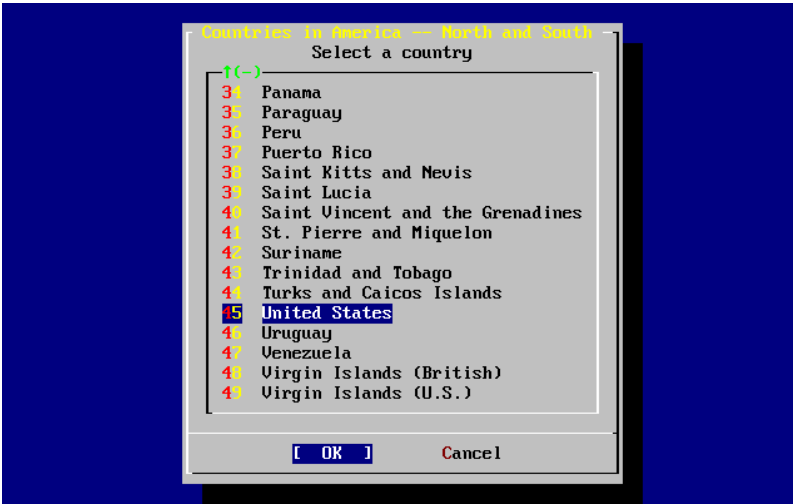 Countries in America -- North and South
Select a country
↑(-)
34 Panama
35 Paraguay
36 Peru
37 Puerto Rico
38 Saint Kitts and Nevis
39 Saint Lucia
40 Saint Vincent and the Grenadines
41 St. Pierre and Miquelon
42 Suriname
43 Trinidad and Tobago
44 Turks and Caicos Islands
45 United States
46 Uruguay
47 Venezuela
48 Virgin Islands (British)
49 Virgin Islands (U.S.)
[ OK ] Cancel